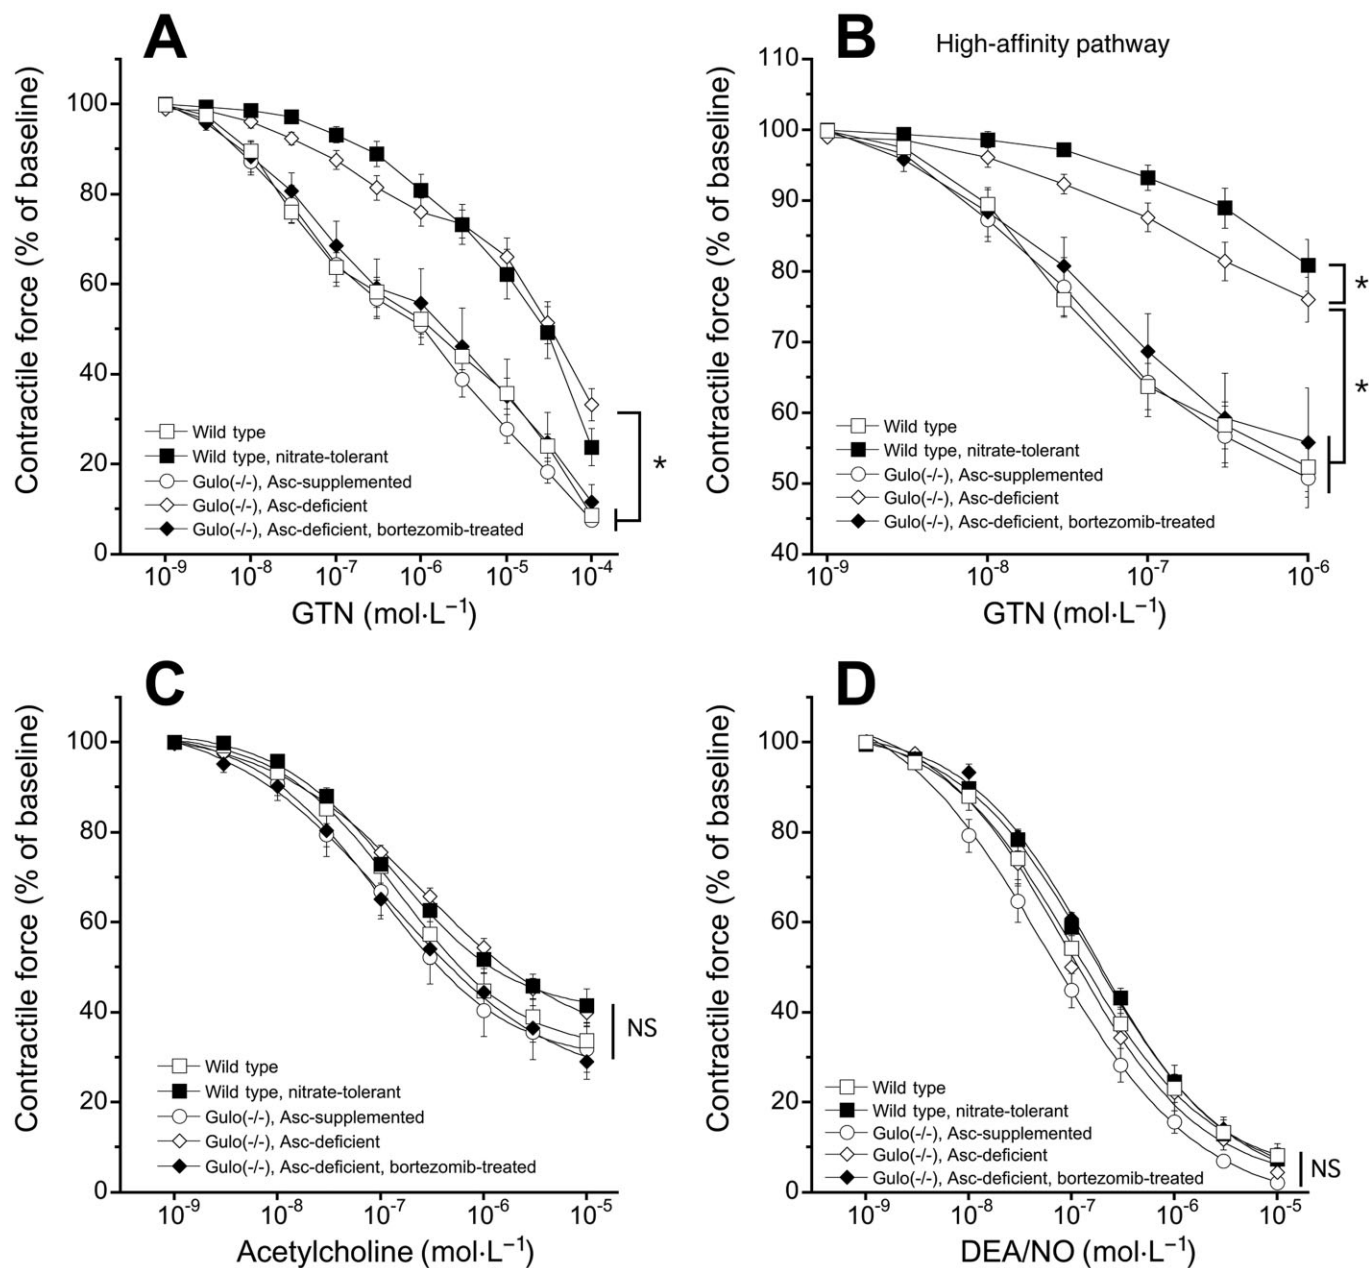 A
Contractile force (% of baseline)
100
80
60
40
20
0
Wild type
Wild type, nitrate-tolerant
Gulo(-/-), Asc-supplemented
Gulo(-/-), Asc-deficient
Gulo(-/-), Asc-deficient, bortezomib-treated
*
10⁻⁹ 10⁻⁸ 10⁻⁷ 10⁻⁶ 10⁻⁵ 10⁻⁴
GTN (mol·L⁻¹)
B
High-affinity pathway
Contractile force (% of baseline)
110
100
90
80
70
60
50
40
*
*
Wild type
Wild type, nitrate-tolerant
Gulo(-/-), Asc-supplemented
Gulo(-/-), Asc-deficient
Gulo(-/-), Asc-deficient, bortezomib-treated
10⁻⁹ 10⁻⁸ 10⁻⁷ 10⁻⁶
GTN (mol·L⁻¹)
C
Contractile force (% of baseline)
100
80
60
40
20
0
NS
Wild type
Wild type, nitrate-tolerant
Gulo(-/-), Asc-supplemented
Gulo(-/-), Asc-deficient
Gulo(-/-), Asc-deficient, bortezomib-treated
10⁻⁹ 10⁻⁸ 10⁻⁷ 10⁻⁶ 10⁻⁵
Acetylcholine (mol·L⁻¹)
D
Contractile force (% of baseline)
100
80
60
40
20
0
Wild type
Wild type, nitrate-tolerant
Gulo(-/-), Asc-supplemented
Gulo(-/-), Asc-deficient
Gulo(-/-), Asc-deficient, bortezomib-treated
NS
10⁻⁹ 10⁻⁸ 10⁻⁷ 10⁻⁶ 10⁻⁵
DEA/NO (mol·L⁻¹)